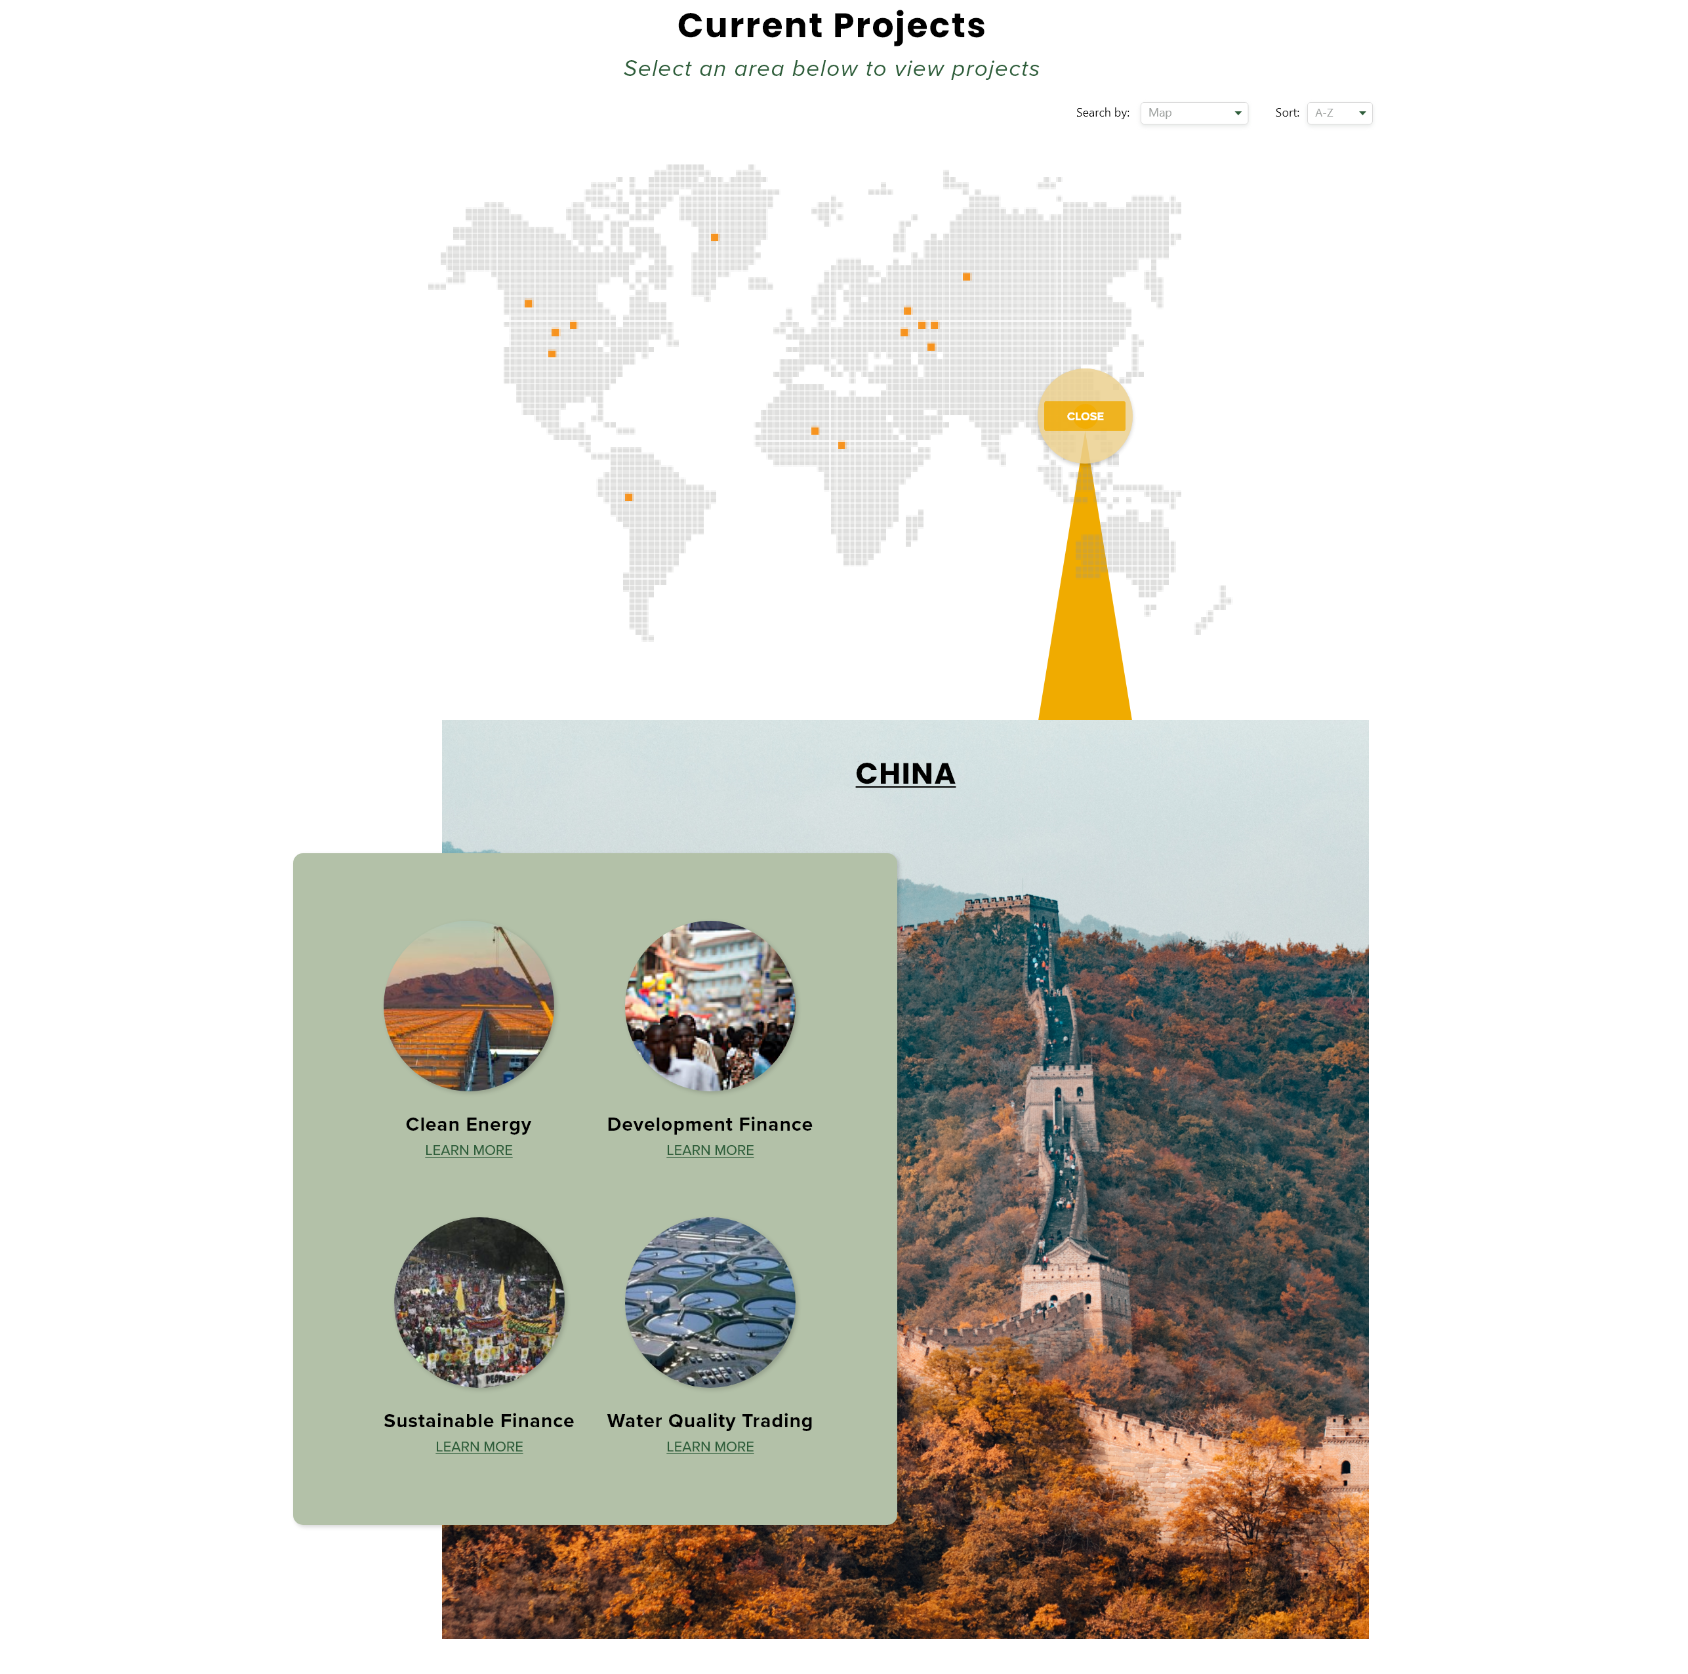 Current Projects
Select an area below to view projects
Search by: Map Sort: A-Z
CLOSE
CHINA
Clean Energy
LEARN MORE
Development Finance
LEARN MORE
PEOPLES
Sustainable Finance
LEARN MORE
Water Quality Trading
LEARN MORE